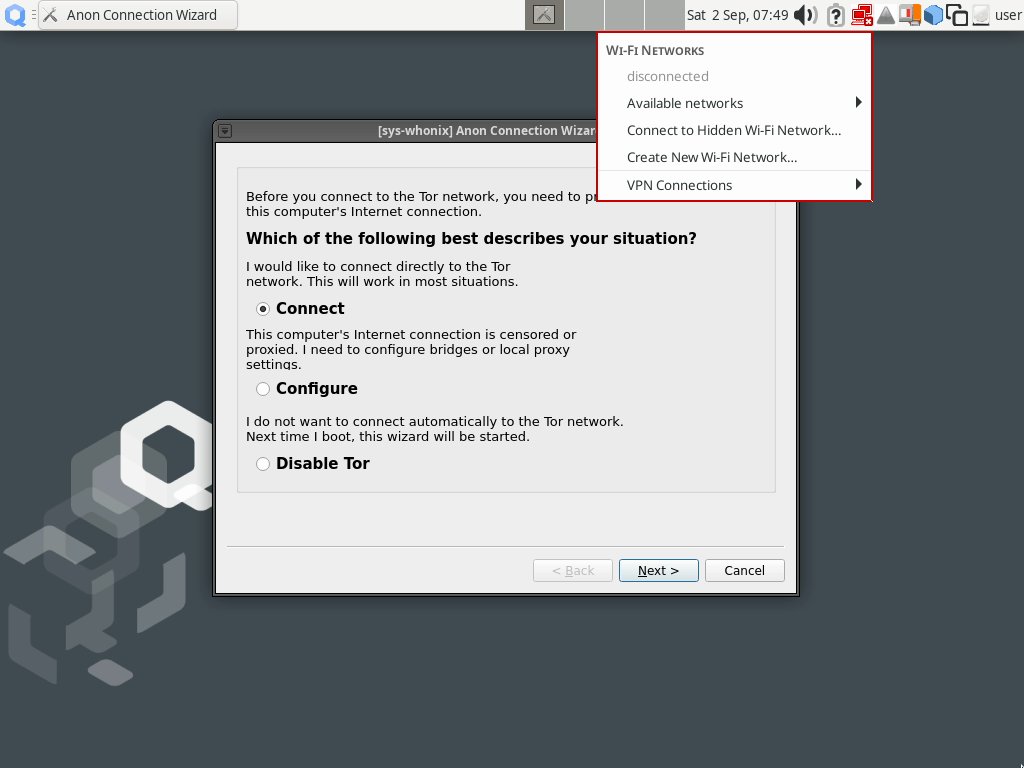 Anon Connection Wizard
Sat 2 Sep, 07:49
user
Wi-Fi Networks
disconnected
Available networks
Connect to Hidden Wi-Fi Network...
Create New Wi-Fi Network...
VPN Connections
[sys-whonix] Anon Connection
Before you connect to the Tor network, you need to
this computer's Internet connection.
Which of the following best describes your situation?
I would like to connect directly to the Tor
network. This will work in most situations.
Connect
This computer's Internet connection is censored or
proxied. I need to configure bridges or local proxy
settings.
Configure
I do not want to connect automatically to the Tor network.
Next time I boot, this wizard will be started.
Disable Tor
< Back
Next >
Cancel